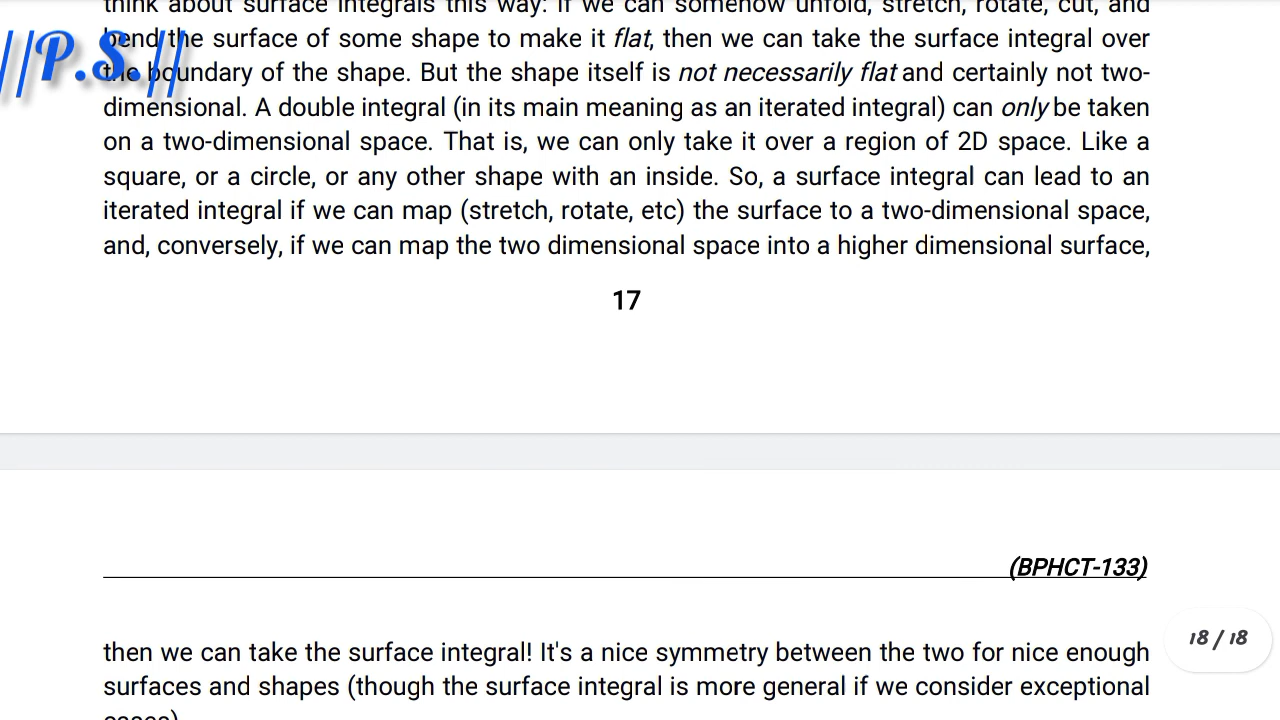 think about surface integrals this way: if we can somehow unfold, stretch, rotate, cut, and
//P.S.//
bend the surface of some shape to make it flat, then we can take the surface integral over
the boundary of the shape. But the shape itself is not necessarily flat and certainly not two-
dimensional. A double integral (in its main meaning as an iterated integral) can only be taken
on a two-dimensional space. That is, we can only take it over a region of 2D space. Like a
square, or a circle, or any other shape with an inside. So, a surface integral can lead to an
iterated integral if we can map (stretch, rotate, etc) the surface to a two-dimensional space,
and, conversely, if we can map the two dimensional space into a higher dimensional surface,
17
(BPHCT-133)
18 / 18
then we can take the surface integral! It's a nice symmetry between the two for nice enough
surfaces and shapes (though the surface integral is more general if we consider exceptional
cases)